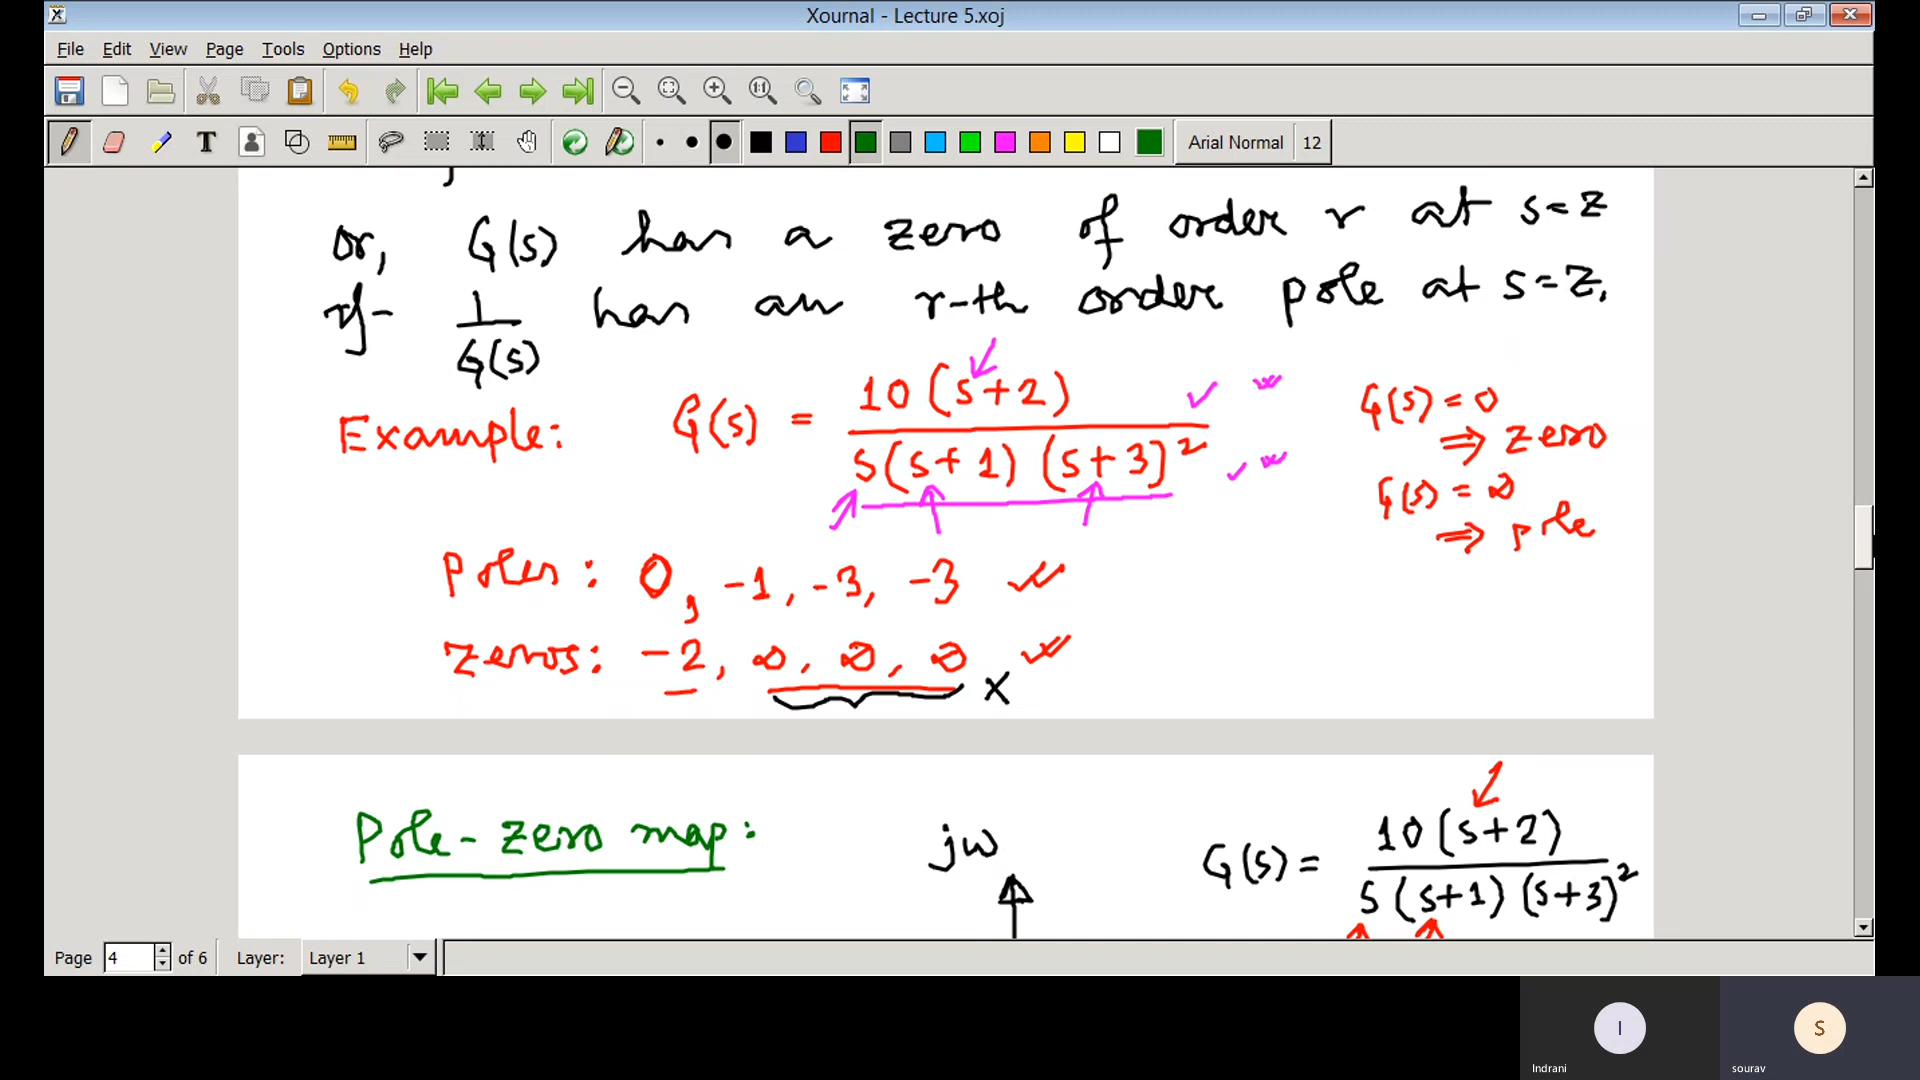 Xournal - Lecture 5.xoj
File Edit View Page Tools Options Help
Arial Normal 12
or, G(s) has a zero of order r at s=z
if 1/G(s) has an r-th order pole at s=z.
Example: G(s) = 10(s+2) / s(s+1)(s+3)²
G(s) = 0
⇒ zero
G(s) = ∞
⇒ pole
Poles: 0, -1, -3, -3
Zeros: -2, ∞, ∞, ∞ x
Pole-zero map:
jω
G(s) = 10(s+2) / s(s+1)(s+3)²
Page 4 of 6 Layer: Layer 1
I
S
Indrani
sourav